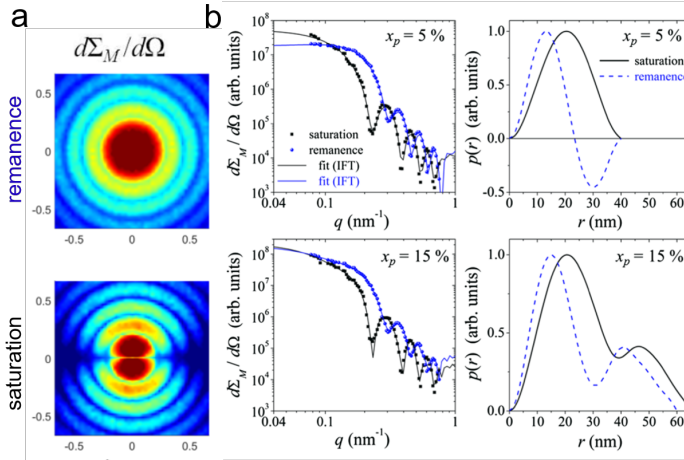 a
b
dΣ_M/dΩ
remanence
0.5
0
-0.5
-0.5 0 0.5
saturation
0.5
0
-0.5
-0.5 0 0.5
x_p = 5 %
dΣ_M / dΩ (arb. units)
10^8
10^7
10^6
10^5
10^4
10^3
saturation
remanence
fit (IFT)
fit (IFT)
0.04 0.1 1
q (nm^-1)
x_p = 5 %
saturation
remanence
p(r) (arb. units)
1.0
0.5
0.0
-0.5
0 10 20 30 40 50 60
r (nm)
x_p = 15 %
dΣ_M / dΩ (arb. units)
10^8
10^7
10^6
10^5
10^4
10^3
0.04 0.1 1
q (nm^-1)
x_p = 15 %
p(r) (arb. units)
1.0
0.5
0.0
0 10 20 30 40 50 60
r (nm)